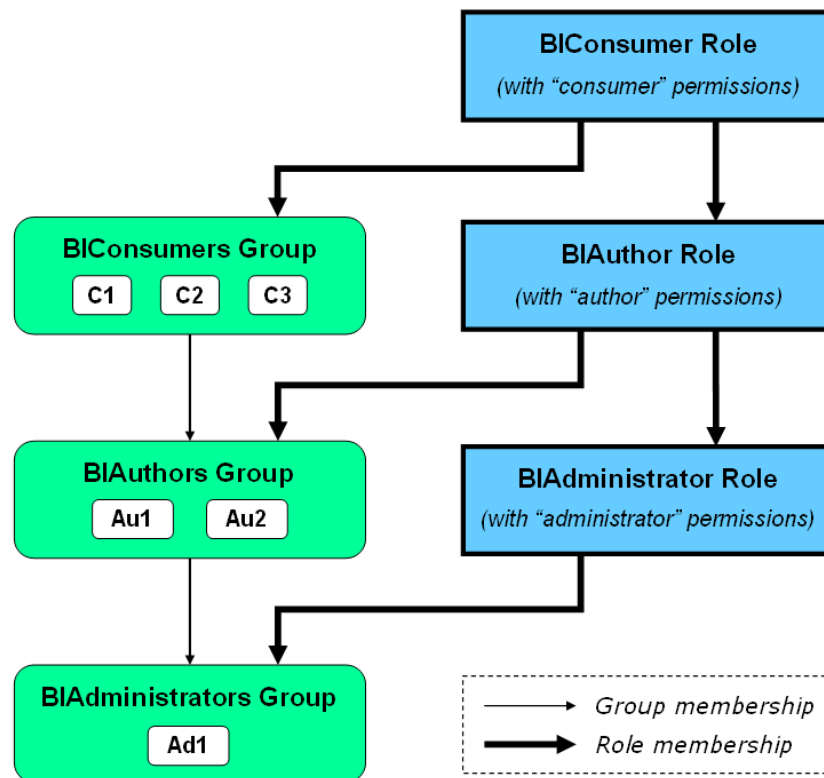 BIConsumer Role
(with “consumer” permissions)
BIConsumers Group
C1 C2 C3
BIAuthor Role
(with “author” permissions)
BIAuthors Group
Au1 Au2
BIAdministrator Role
(with “administrator” permissions)
BIAdministrators Group
Ad1
Group membership
Role membership